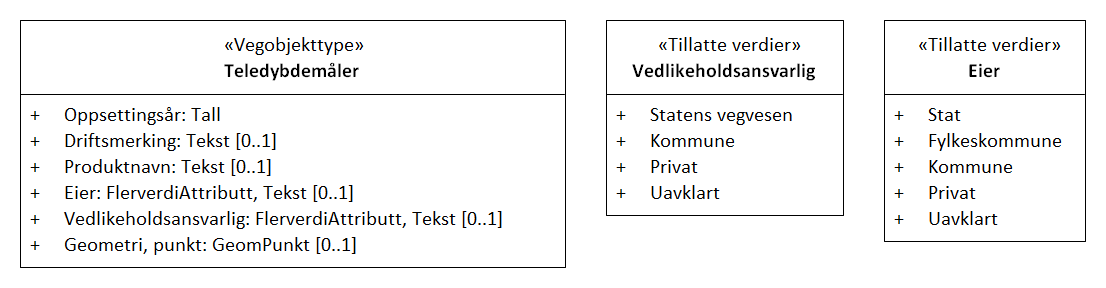 «Vegobjekttype»
Teledybdemåler
+ Oppsettingsår: Tall
+ Driftsmerking: Tekst [0..1]
+ Produktnavn: Tekst [0..1]
+ Eier: FlerverdiAttributt, Tekst [0..1]
+ Vedlikeholdsansvarlig: FlerverdiAttributt, Tekst [0..1]
+ Geometri, punkt: GeomPunkt [0..1]
«Tillatte verdier»
Vedlikeholdsansvarlig
+ Statens vegvesen
+ Kommune
+ Privat
+ Uavklart
«Tillatte verdier»
Eier
+ Stat
+ Fylkeskommune
+ Kommune
+ Privat
+ Uavklart